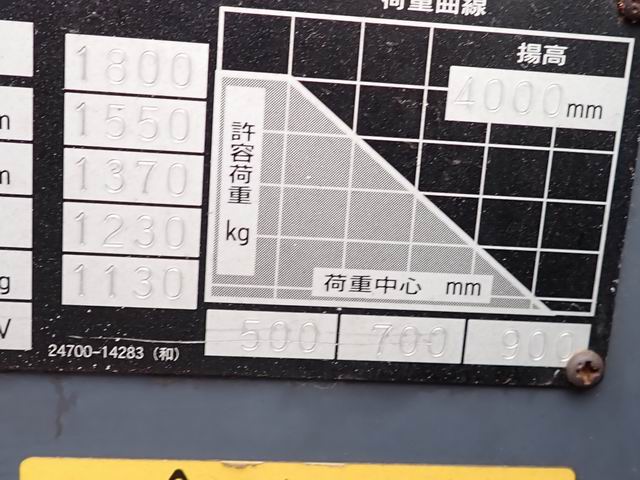 荷重曲線
揚高
4000mm
1800
1550
1370
1230
1130
m
m
g
V
許容荷重
kg
荷重中心 mm
500 700 900
24700-14283 (和)